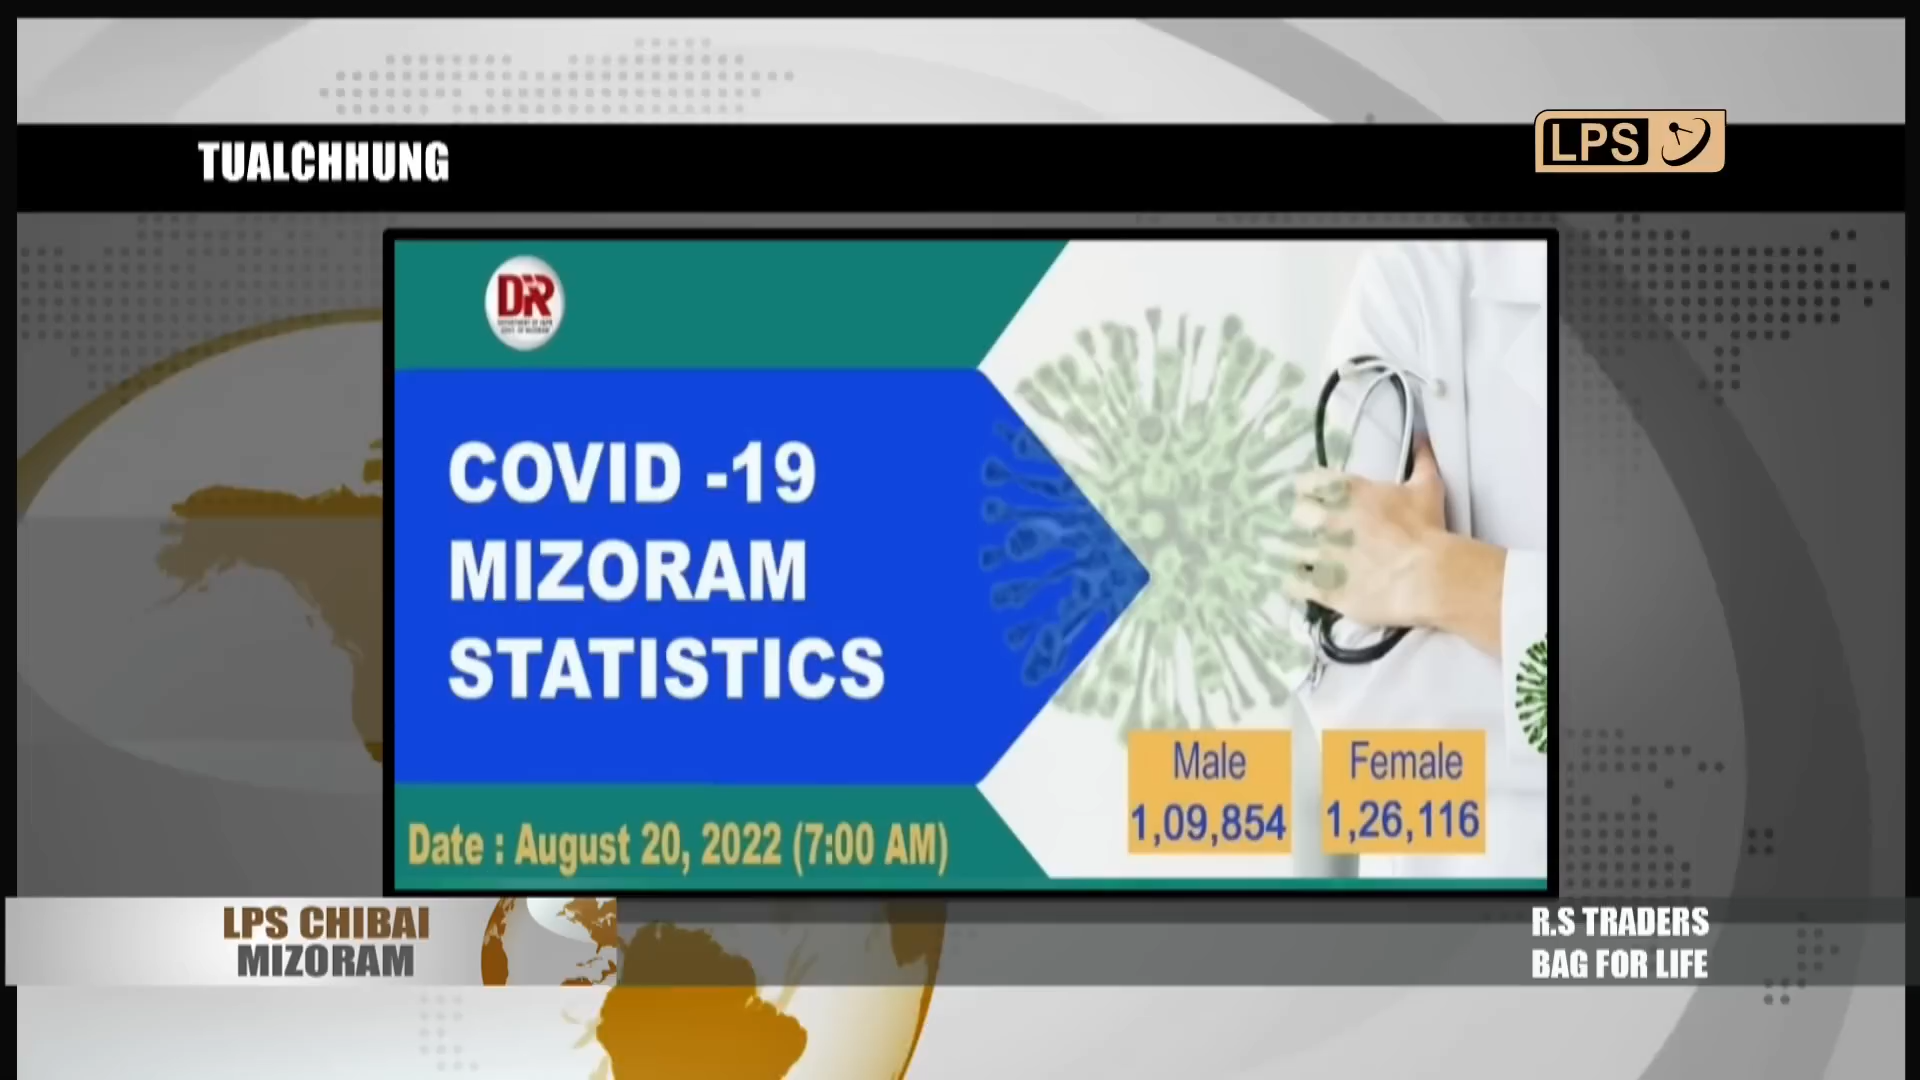 TUALCHHUNG
LPS
DIPR
COVID -19
MIZORAM
STATISTICS
Male
1,09,854
Female
1,26,116
Date : August 20, 2022 (7:00 AM)
LPS CHIBAI
MIZORAM
R.S TRADERS
BAG FOR LIFE